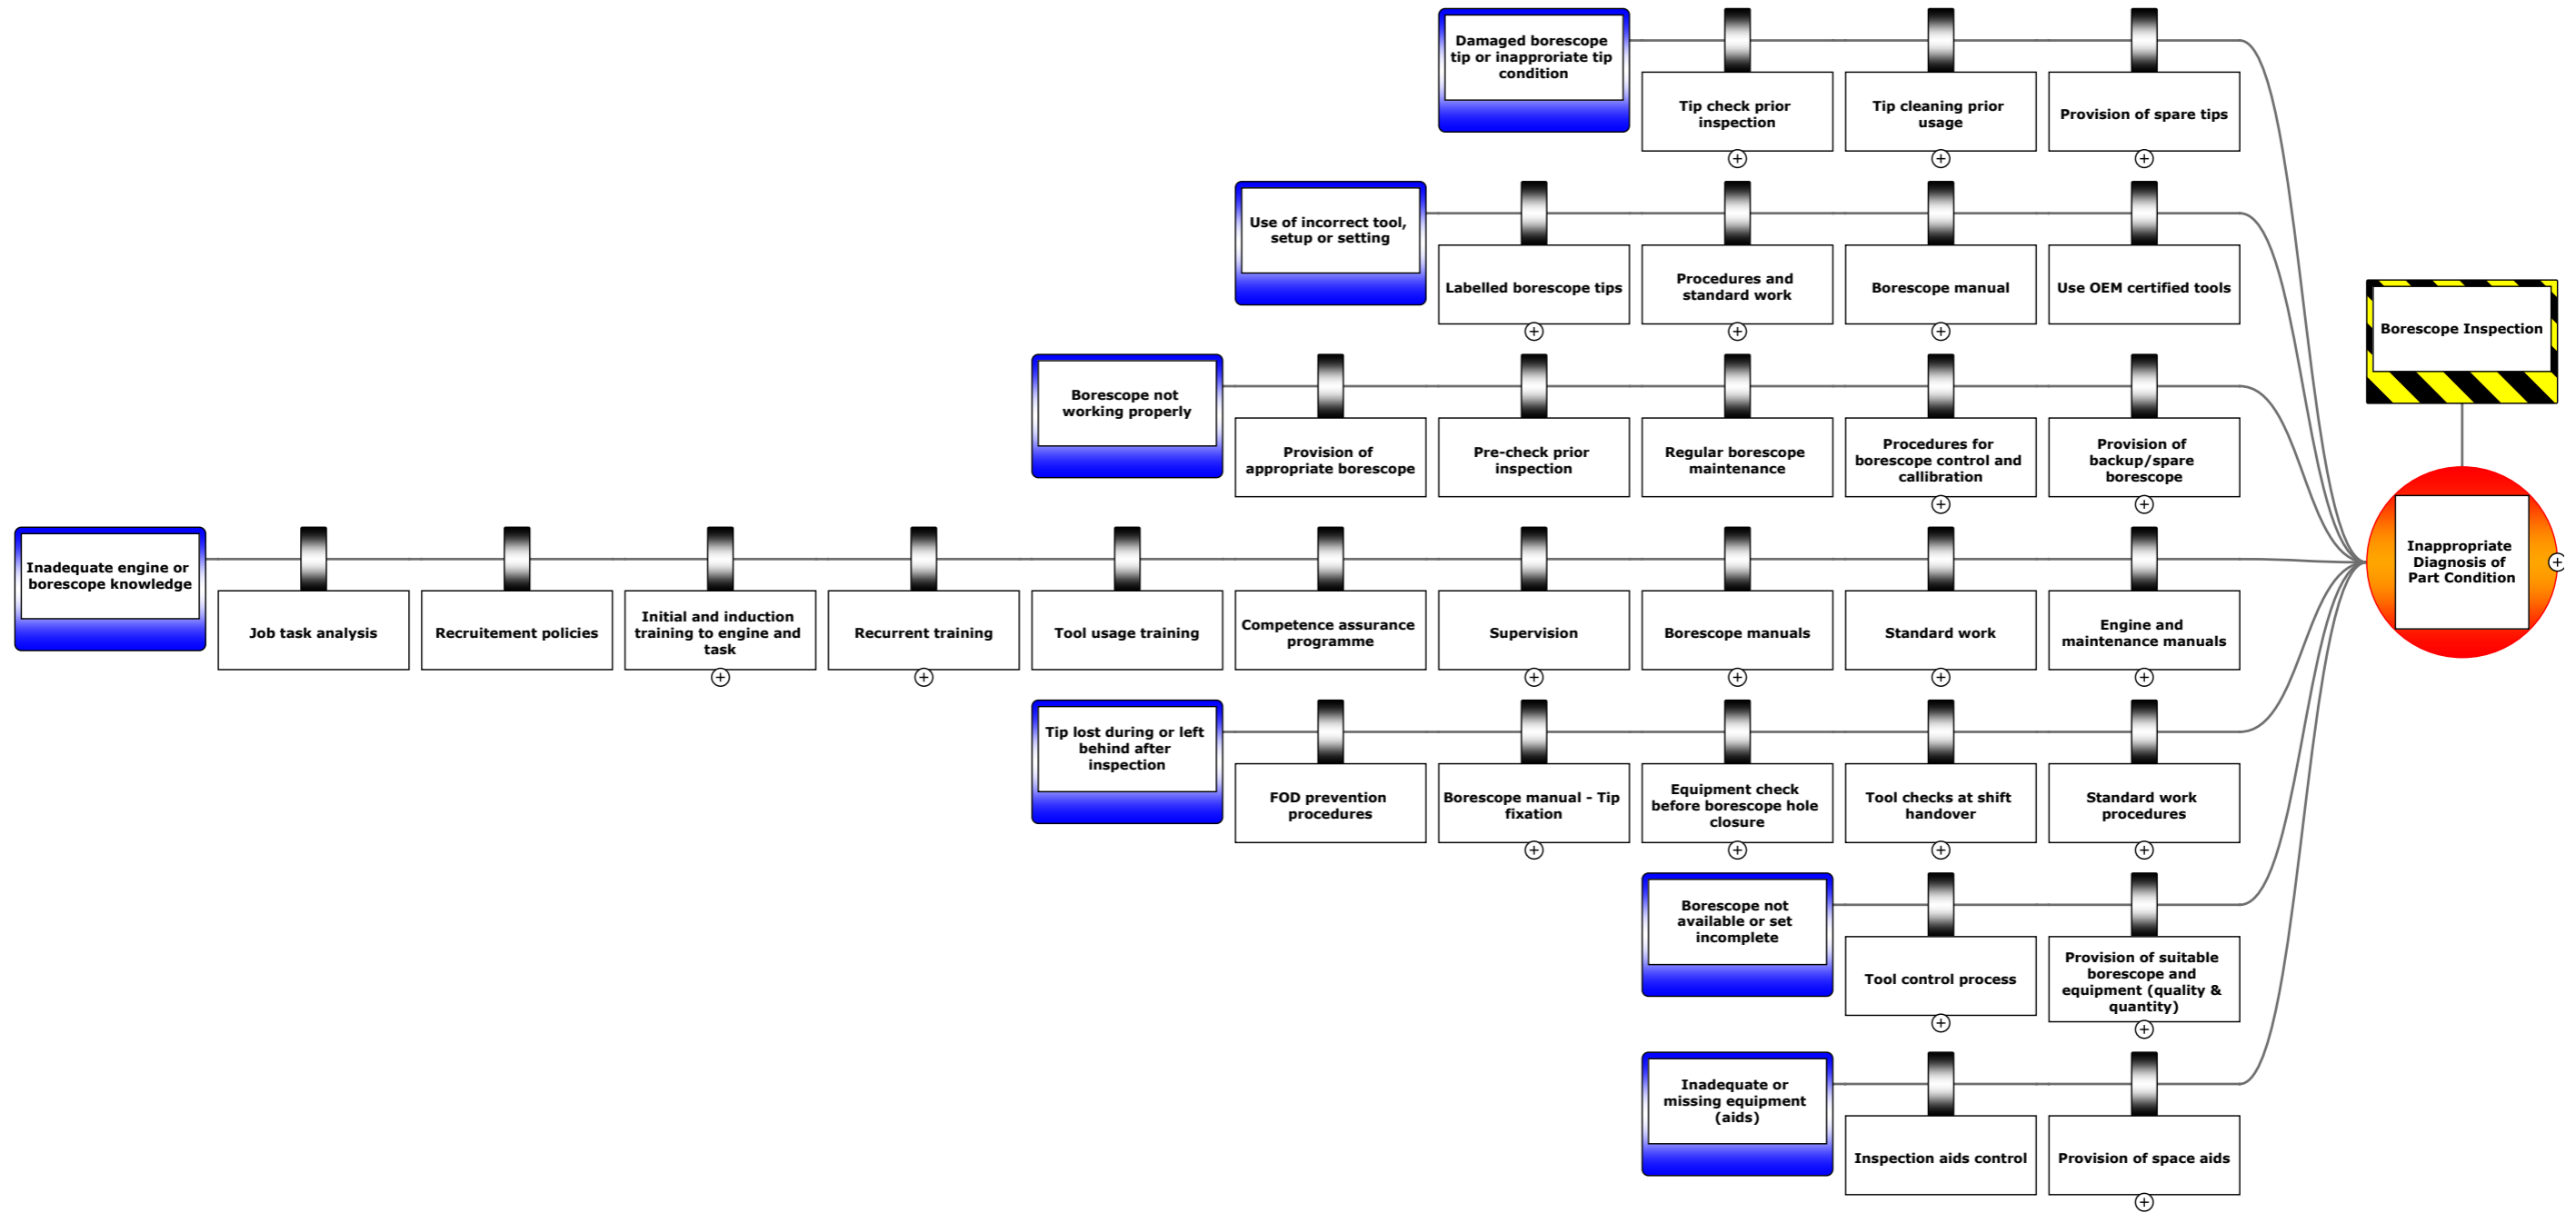 Damaged borescope
tip or inapproriate tip
condition
Tip check prior
inspection
Tip cleaning prior
usage
Provision of spare tips
Use of incorrect tool,
setup or setting
Labelled borescope tips
Procedures and
standard work
Borescope manual
Use OEM certified tools
Borescope Inspection
Borescope not
working properly
Provision of
appropriate borescope
Pre-check prior
inspection
Regular borescope
maintenance
Procedures for
borescope control and
callibration
Provision of
backup/spare
borescope
Inappropriate
Diagnosis of
Part Condition
Inadequate engine or
borescope knowledge
Job task analysis
Recruitement policies
Initial and induction
training to engine and
task
Recurrent training
Tool usage training
Competence assurance
programme
Supervision
Borescope manuals
Standard work
Engine and
maintenance manuals
Tip lost during or left
behind after
inspection
FOD prevention
procedures
Borescope manual - Tip
fixation
Equipment check
before borescope hole
closure
Tool checks at shift
handover
Standard work
procedures
Borescope not
available or set
incomplete
Tool control process
Provision of suitable
borescope and
equipment (quality &
quantity)
Inadequate or
missing equipment
(aids)
Inspection aids control
Provision of space aids